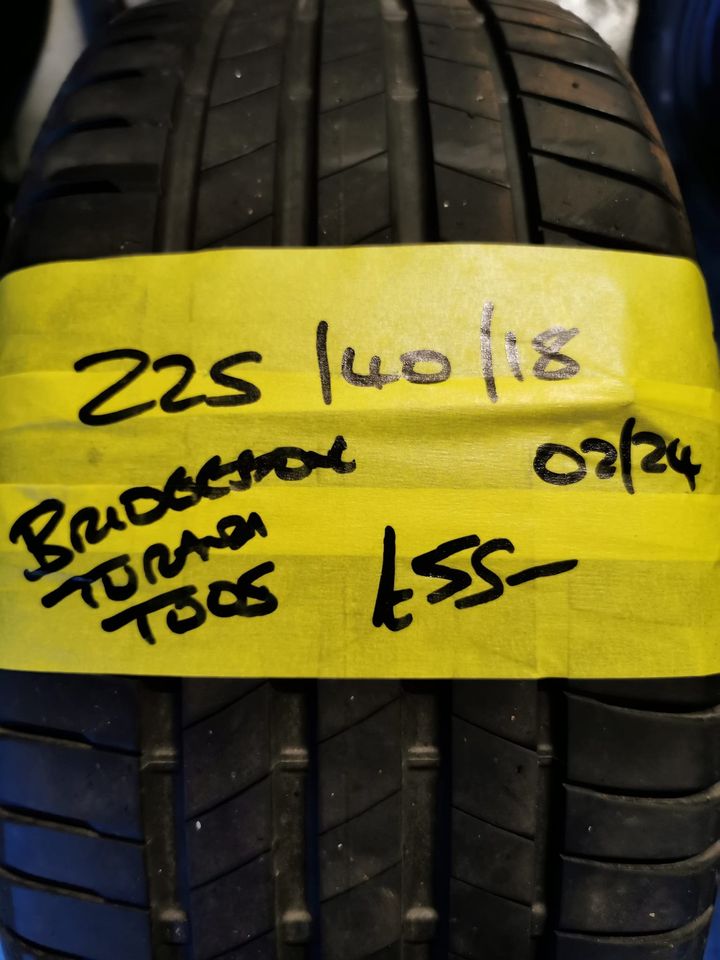 225/40/18
02/24
BRIDGESTONE
TURANZA
T005
£55-